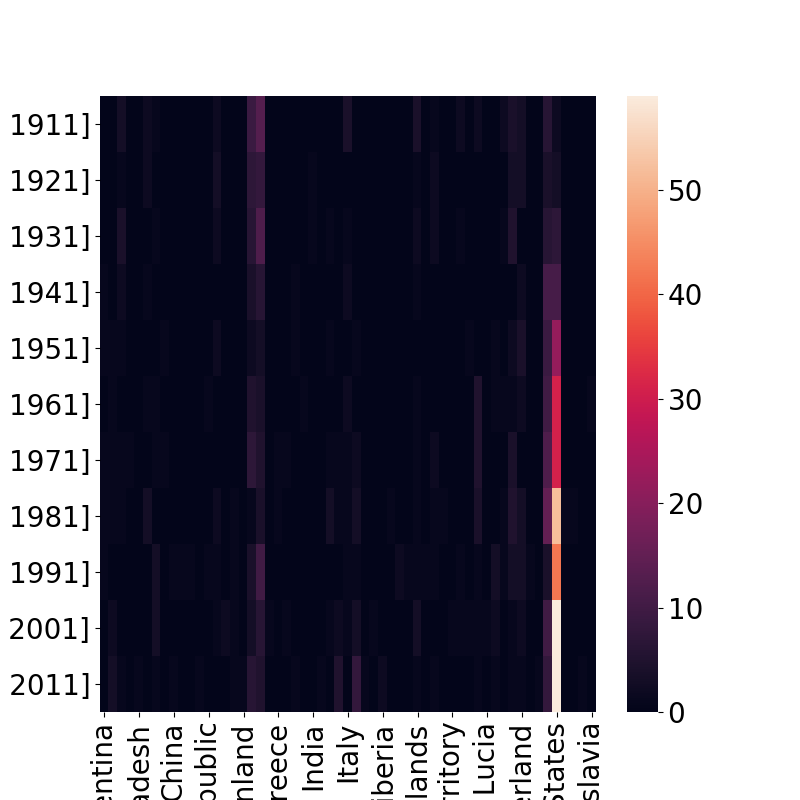 1911]
1921]
1931]
1941]
1951]
1961]
1971]
1981]
1991]
2001]
2011]
entina
adesh
China
public
nland
reece
India
Italy
iberia
lands
rritory
Lucia
erland
States
slavia
50
40
30
20
10
0